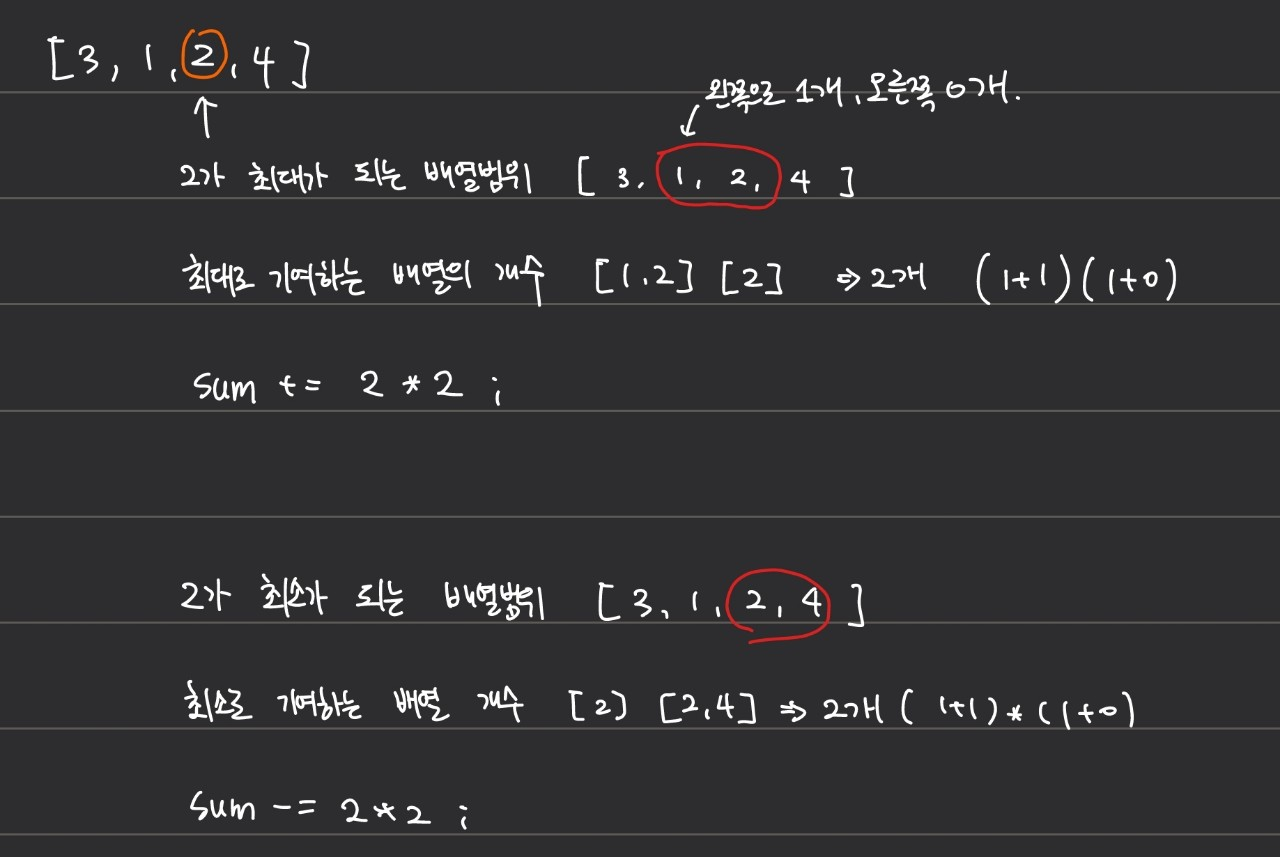 [3, 1, 2, 4]
왼쪽으로 1개, 오른쪽 0개.
2가 최대가 되는 배열범위 [ 3, 1, 2, 4 ]
최대로 기여하는 배열의 개수 [1,2] [2] ⇒ 2개 (1+1)(1+0)
sum += 2 * 2 ;
2가 최소가 되는 배열범위 [ 3, 1, 2, 4 ]
최소로 기여하는 배열 개수 [2] [2,4] ⇒ 2개 ( 1+1) * (1+0)
sum -= 2*2 ;